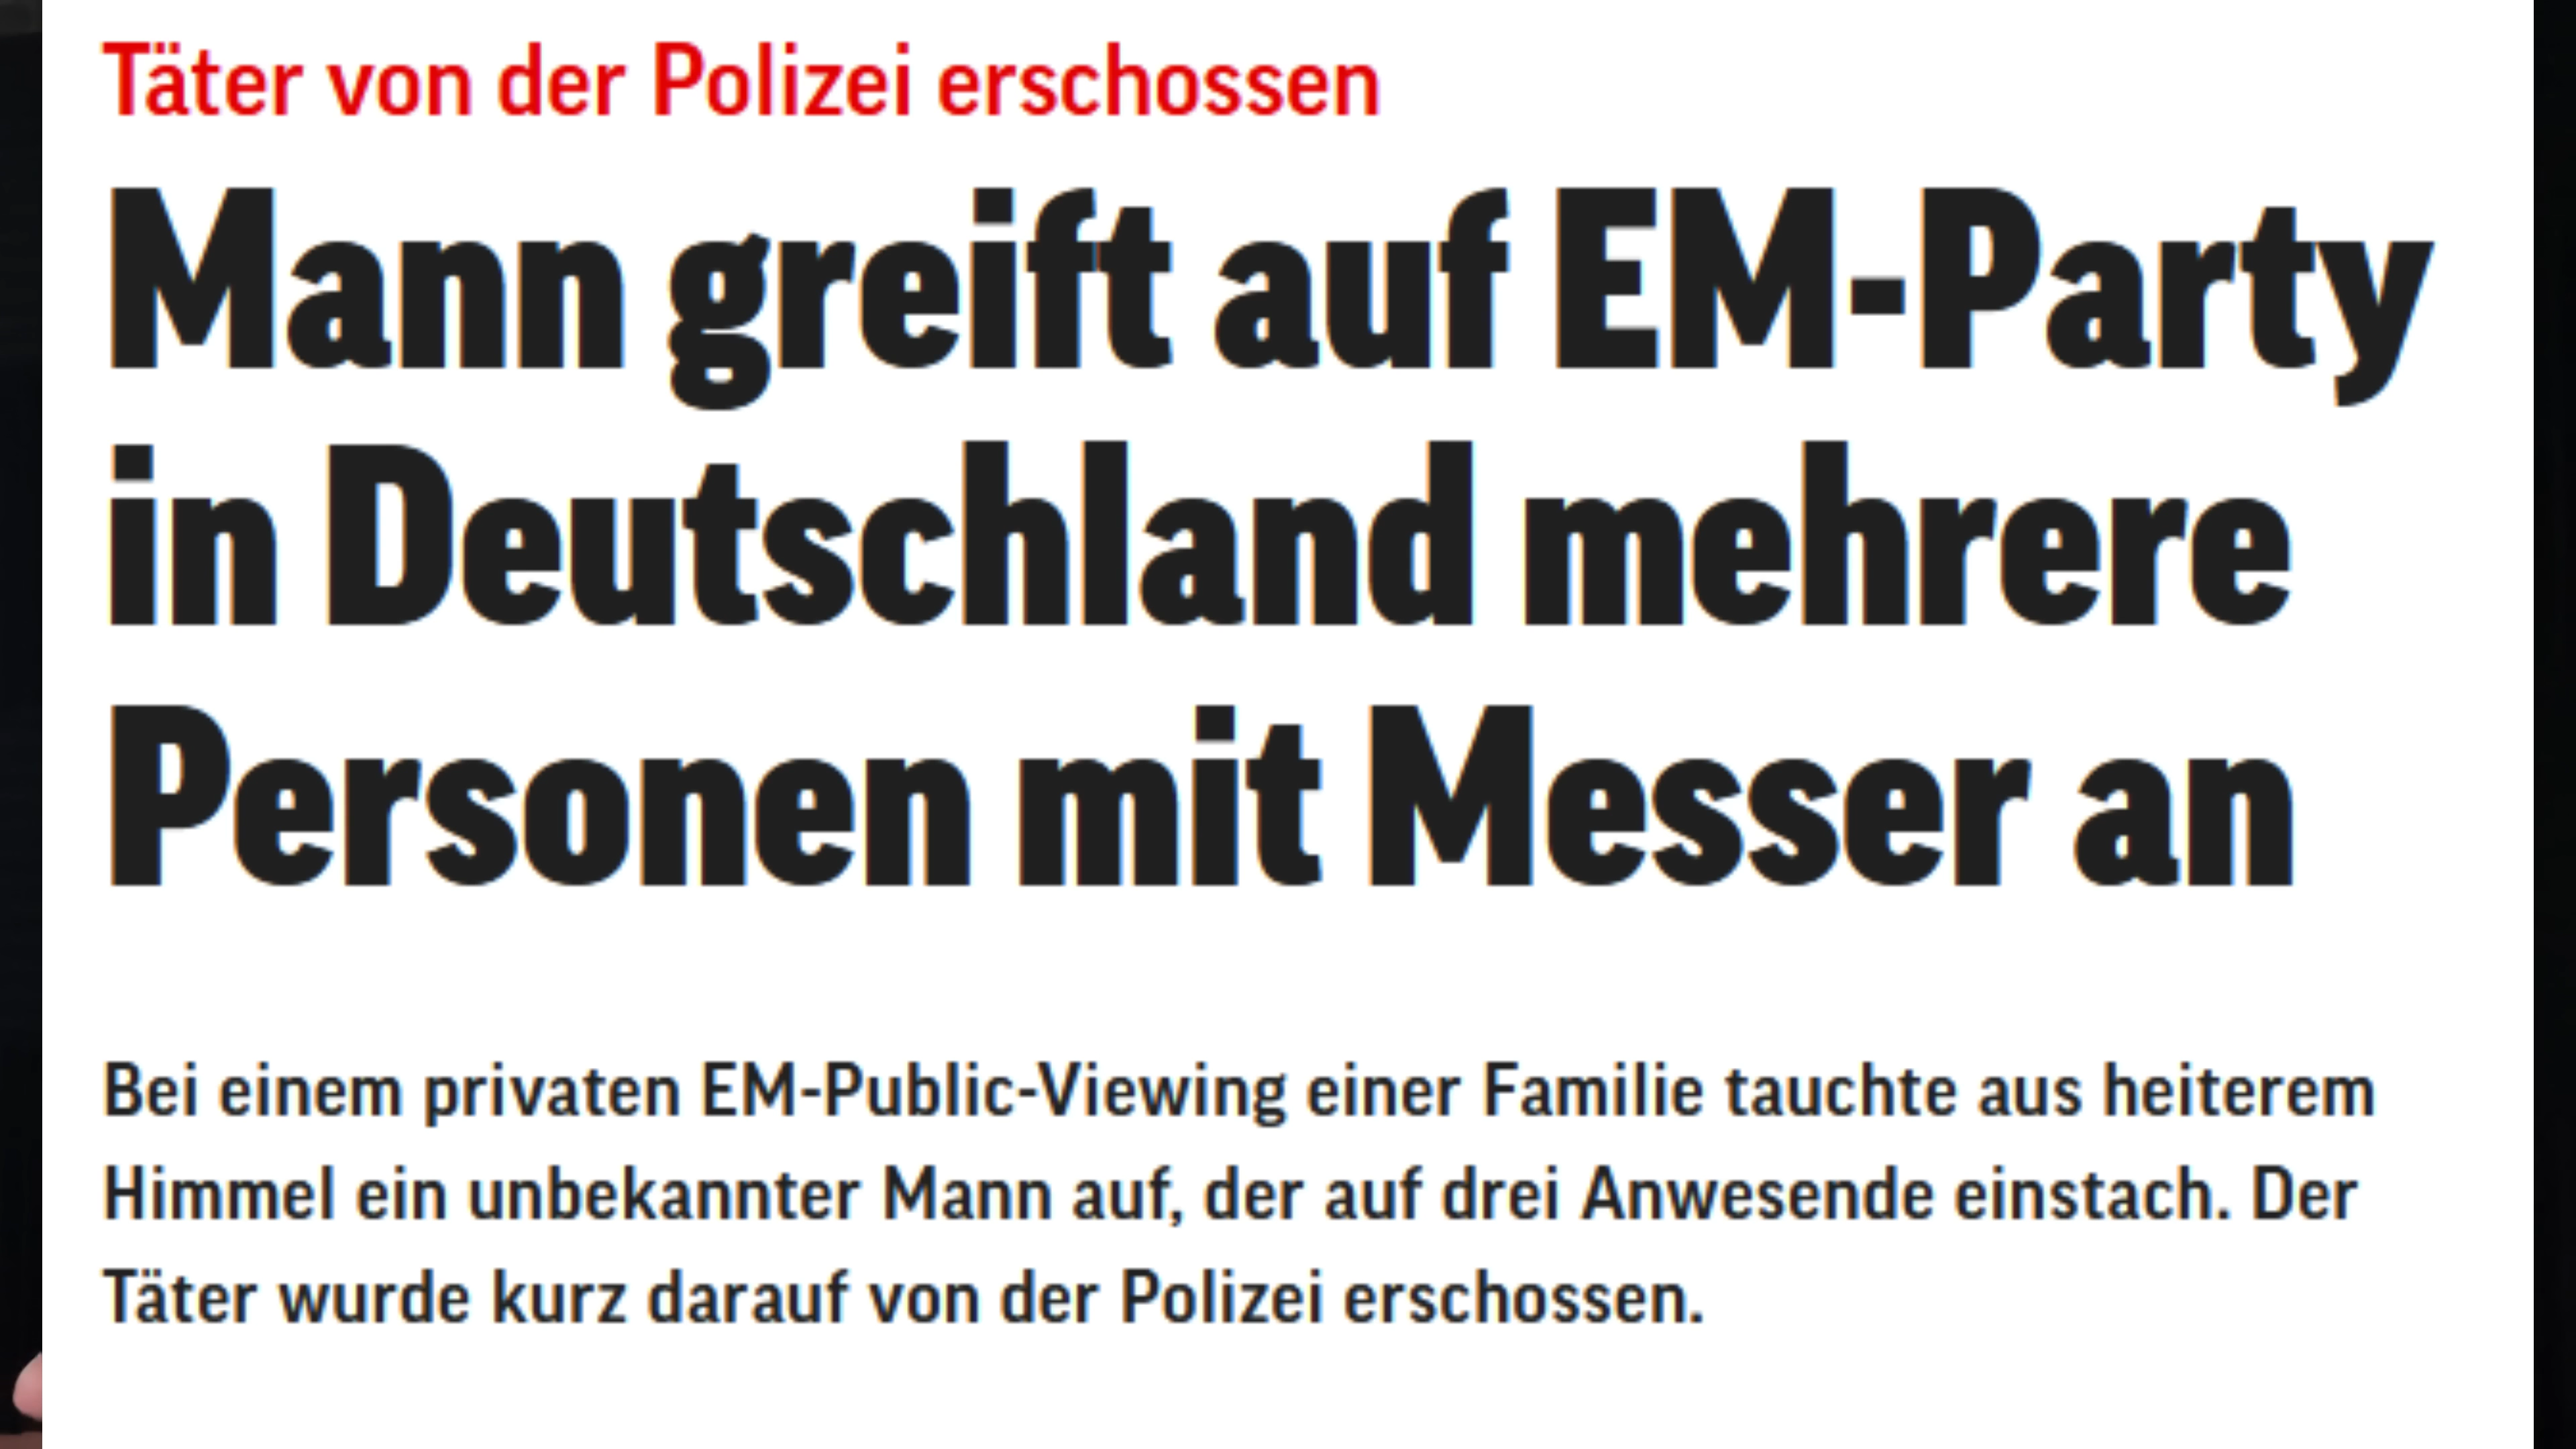 Täter von der Polizei erschossen
Mann greift auf EM-Party
in Deutschland mehrere
Personen mit Messer an
Bei einem privaten EM-Public-Viewing einer Familie tauchte aus heiterem
Himmel ein unbekannter Mann auf, der auf drei Anwesende einstach. Der
Täter wurde kurz darauf von der Polizei erschossen.